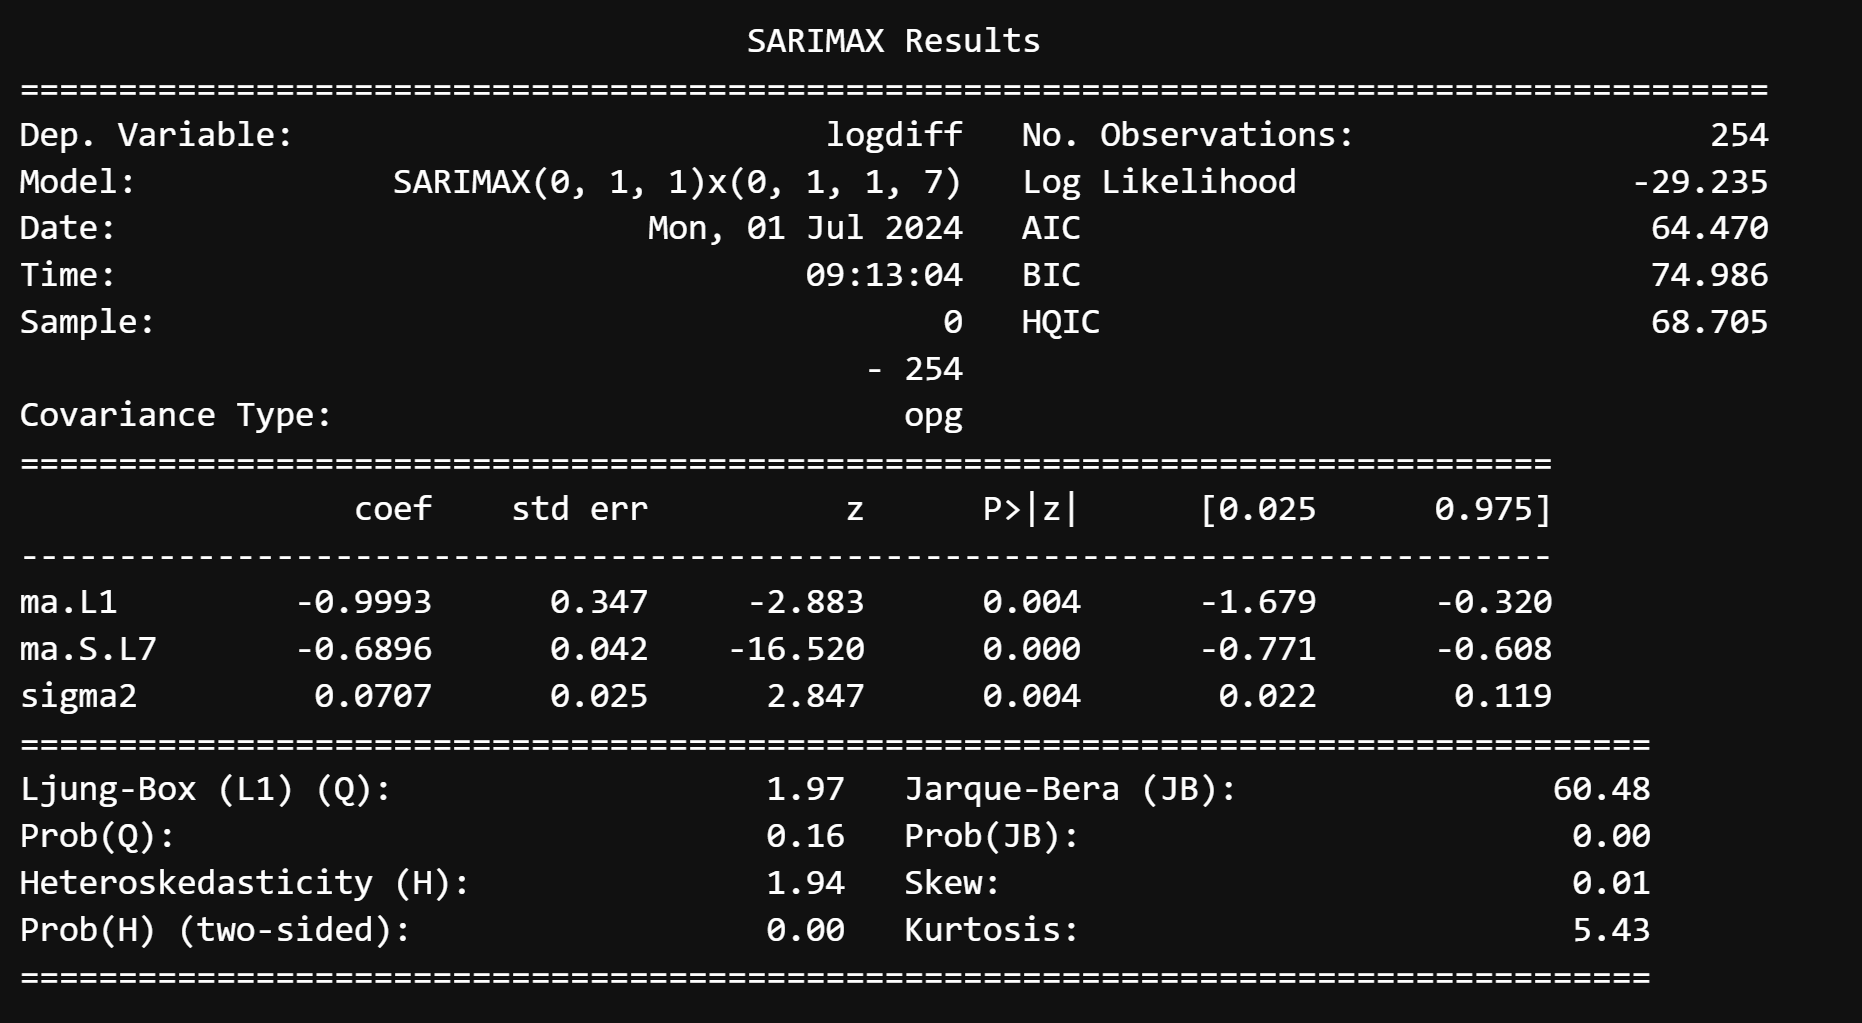 SARIMAX Results
=========================================================================================
Dep. Variable:                           logdiff   No. Observations:                  254
Model:             SARIMAX(0, 1, 1)x(0, 1, 1, 7)   Log Likelihood                 -29.235
Date:                           Mon, 01 Jul 2024   AIC                             64.470
Time:                                   09:13:04   BIC                             74.986
Sample:                                        0   HQIC                            68.705
                                           - 254
Covariance Type:                             opg
==============================================================================
                 coef    std err          z      P>|z|      [0.025      0.975]
------------------------------------------------------------------------------
ma.L1         -0.9993      0.347     -2.883      0.004      -1.679      -0.320
ma.S.L7       -0.6896      0.042    -16.520      0.000      -0.771      -0.608
sigma2         0.0707      0.025      2.847      0.004       0.022       0.119
===================================================================================
Ljung-Box (L1) (Q):                   1.97   Jarque-Bera (JB):                60.48
Prob(Q):                              0.16   Prob(JB):                         0.00
Heteroskedasticity (H):               1.94   Skew:                             0.01
Prob(H) (two-sided):                  0.00   Kurtosis:                         5.43
===================================================================================